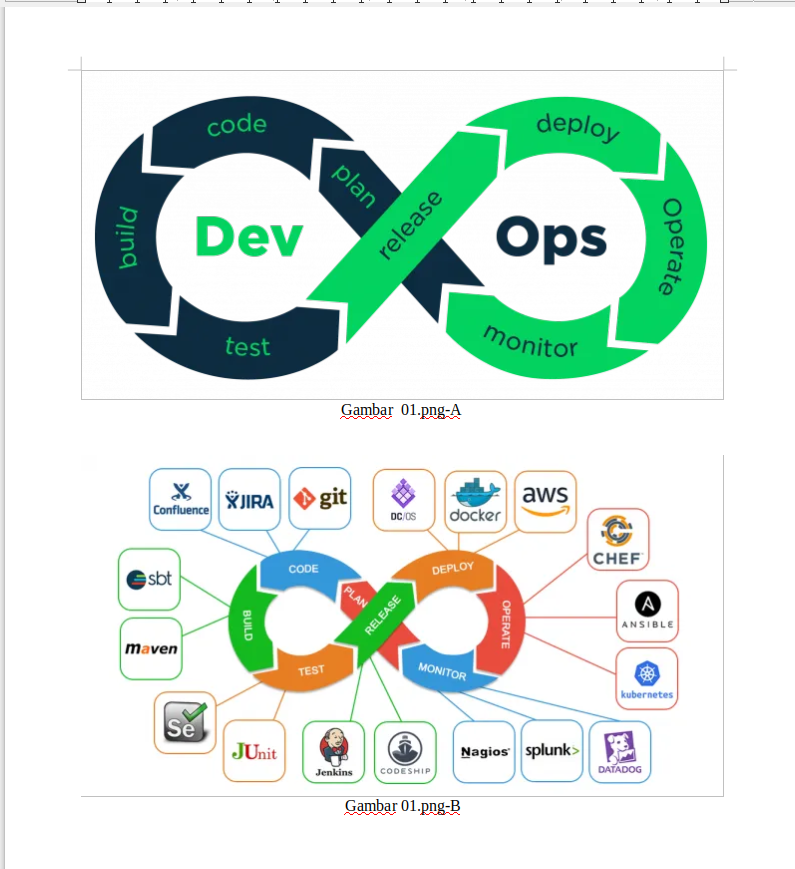 code
deploy
plan
build
Dev
release
Ops
Operate
test
monitor
Gambar  01.png-A
Confluence
JIRA
git
DC/OS
docker
aws
CHEF
sbt
CODE
DEPLOY
PLAN
ANSIBLE
BUILD
RELEASE
OPERATE
maven
TEST
MONITOR
kubernetes
Se
JUnit
Jenkins
CODESHIP
Nagios®
splunk>
DATADOG
Gambar 01.png-B